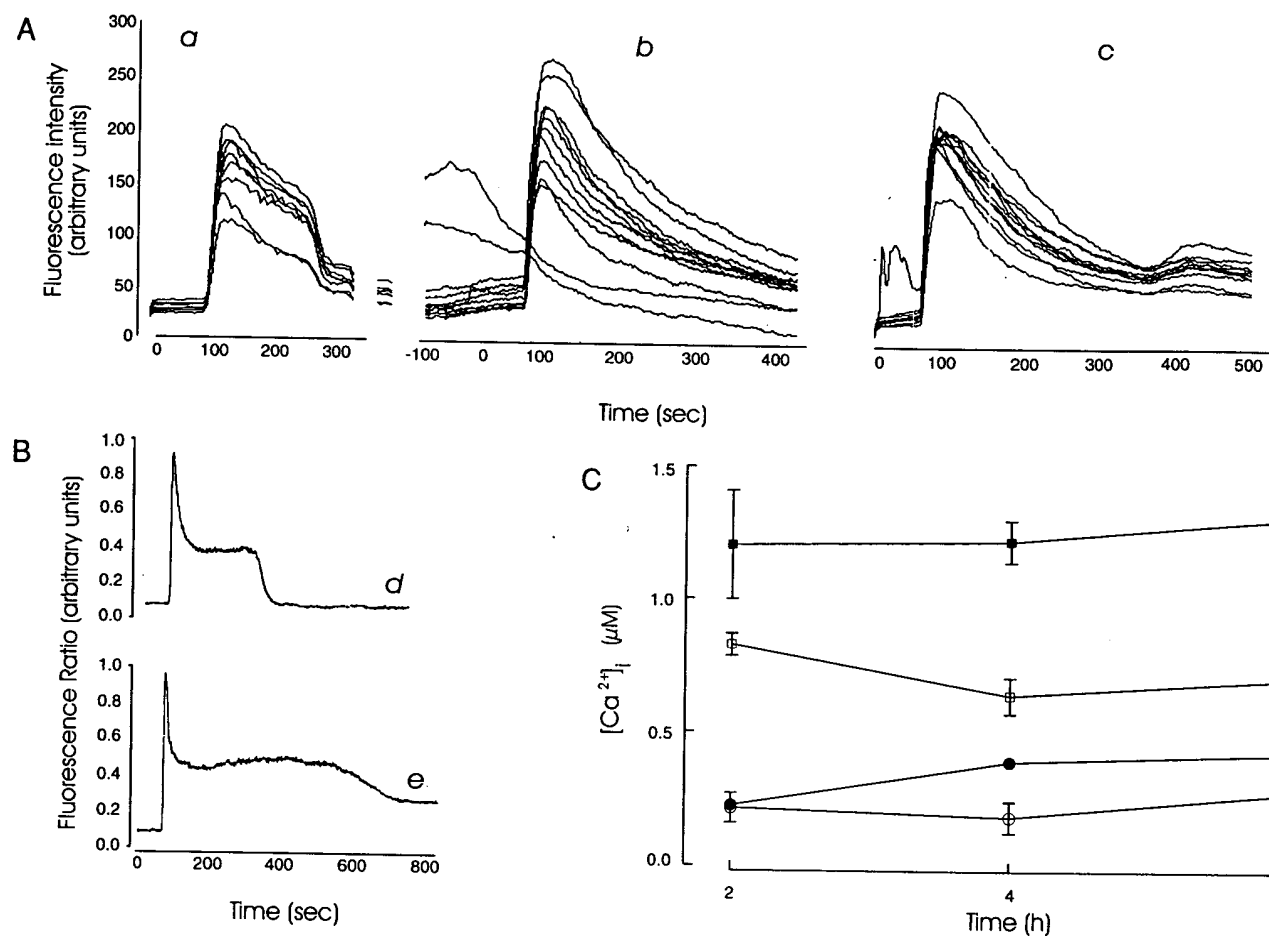 A
a
b
c
Fluorescence Intensity
(arbitrary units)
300
250
200
150
100
50
0
0 100 200 300
-100 0 100 200 300 400
0 100 200 300 400 500
Time (sec)
B
Fluorescence Ratio (arbitrary units)
1.0
0.8
0.6
0.4
0.2
0.0
d
1.0
0.8
0.6
0.4
0.2
0.0
e
0 200 400 600 800
Time (sec)
C
[Ca2+]i (µM)
1.5
1.0
0.5
0.0
2 4
Time (h)